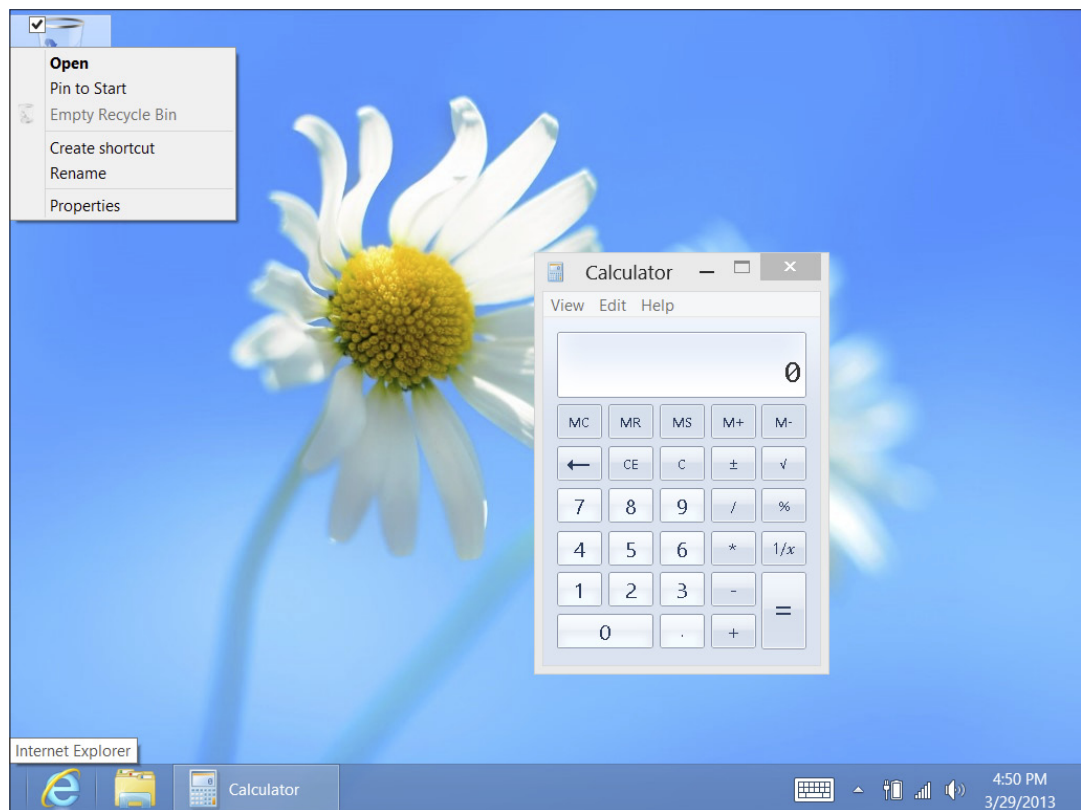 Open
Pin to Start
Empty Recycle Bin
Create shortcut
Rename
Properties
Calculator
View Edit Help
0
MC MR MS M+ M-
← CE C ± √
7 8 9 / %
4 5 6 * 1/x
1 2 3 -
=
0 . +
Internet Explorer
Calculator
4:50 PM
3/29/2013